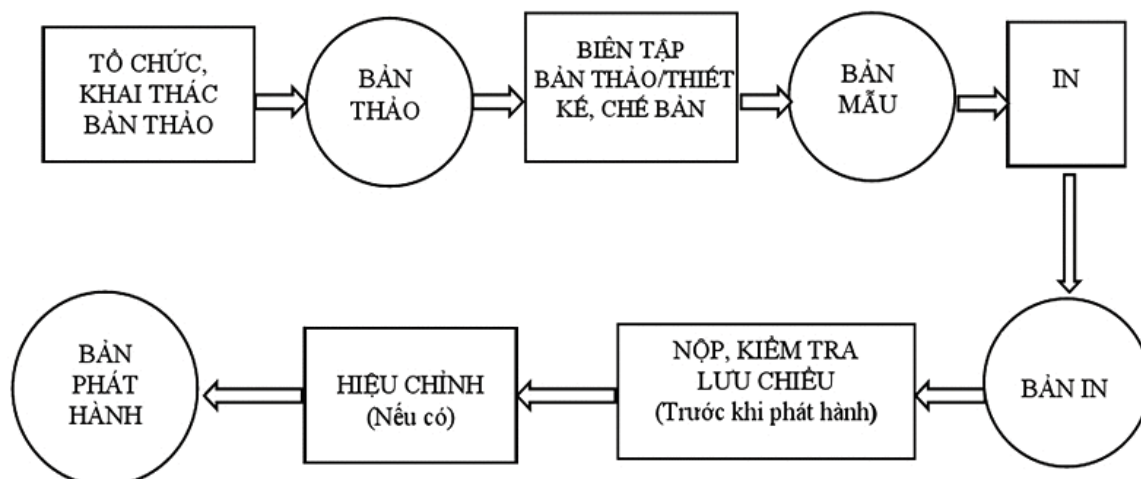 TỔ CHỨC,
KHAI THÁC
BẢN THẢO
BẢN
THẢO
BIÊN TẬP
BẢN THẢO/THIẾT
KẾ, CHẾ BẢN
BẢN
MẪU
IN
BẢN IN
NỘP, KIỂM TRA
LƯU CHIỂU
(Trước khi phát hành)
HIỆU CHỈNH
(Nếu có)
BẢN
PHÁT
HÀNH